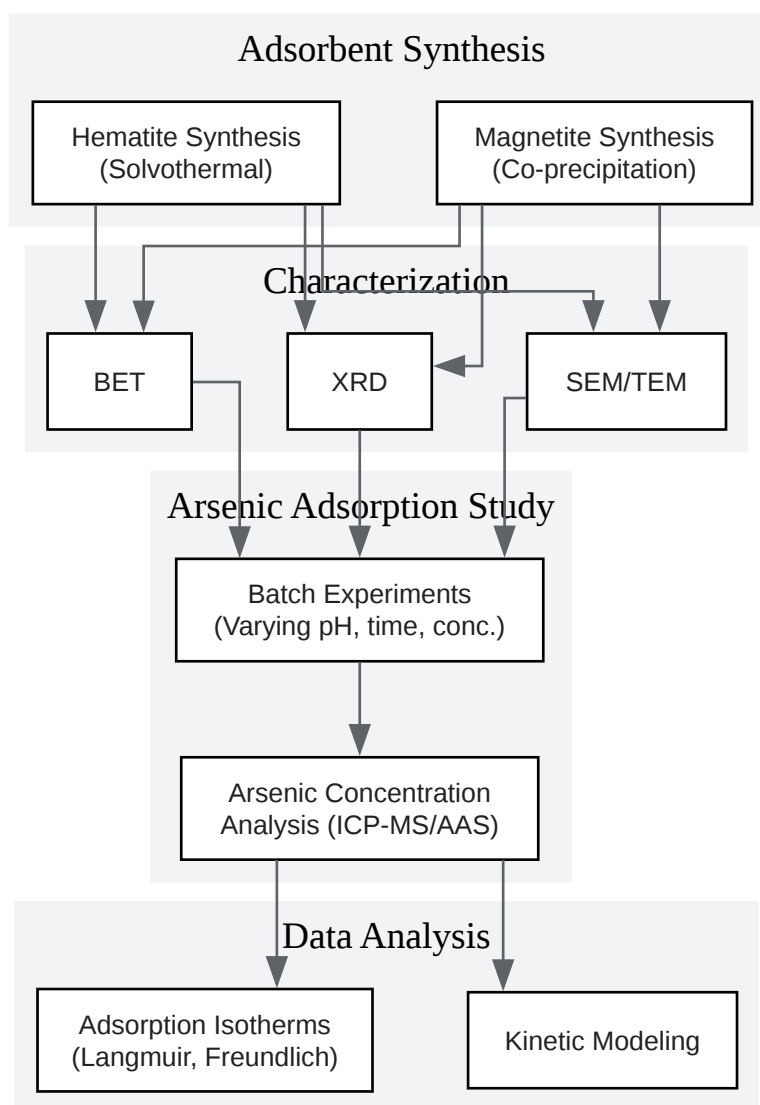 Adsorbent Synthesis
Hematite Synthesis
(Solvothermal)
Magnetite Synthesis
(Co-precipitation)
Characterization
BET
XRD
SEM/TEM
Arsenic Adsorption Study
Batch Experiments
(Varying pH, time, conc.)
Arsenic Concentration
Analysis (ICP-MS/AAS)
Data Analysis
Adsorption Isotherms
(Langmuir, Freundlich)
Kinetic Modeling